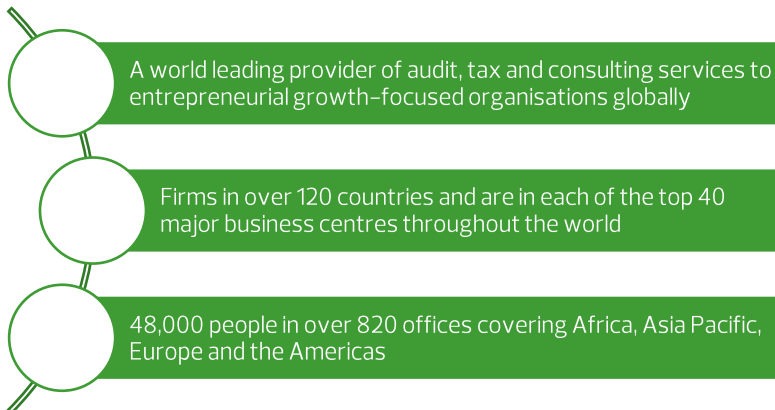 A world leading provider of audit, tax and consulting services to
entrepreneurial growth-focused organisations globally
Firms in over 120 countries and are in each of the top 40
major business centres throughout the world
48,000 people in over 820 offices covering Africa, Asia Pacific,
Europe and the Americas